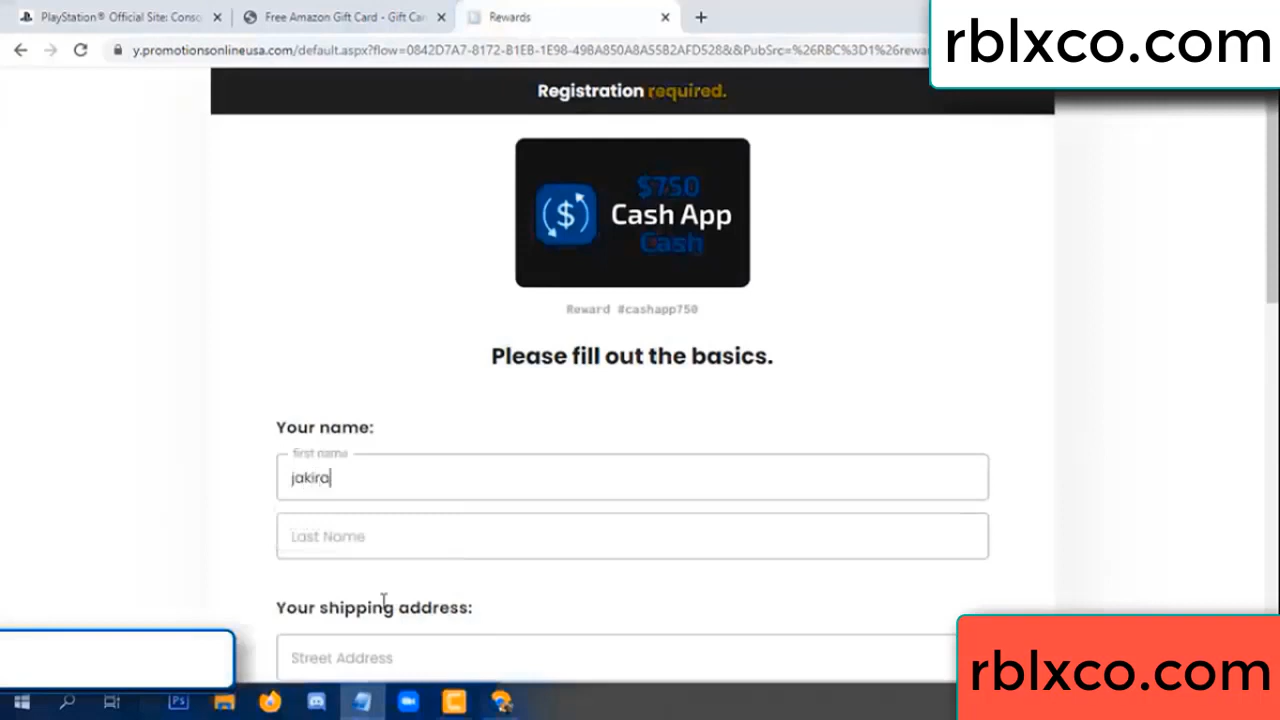 PlayStation® Official Site: Conso
Free Amazon Gift Card - Gift Car
Rewards
y.promotionsonlineusa.com/default.aspx?flow=0842D7A7-8172-B1EB-1E98-49BA850A8A55B2AFD528&&PubSrc=%26RBC%3D1%26rewar
rblxco.com
Registration required.
$750
Cash App
Cash
Reward #cashapp750
Please fill out the basics.
Your name:
first name
jakira
Last Name
Your shipping address:
Street Address
rblxco.com
Ps